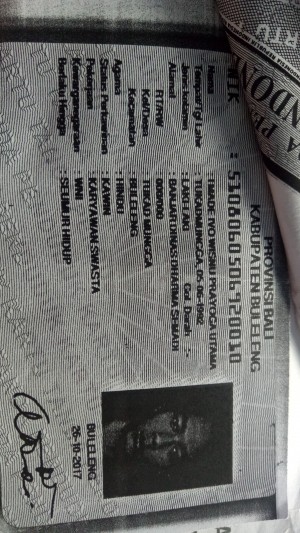 PROVINSI BALI
KABUPATEN BULELENG
NIK :
Nama : I MADE TYO WISNU PRAYOGA UTAMA
Tempat/Tgl Lahir : TUKADMUNGGA, 05-06-1992
Jenis kelamin : LAKI-LAKI Gol. Darah : -
Alamat : BANJAR DINAS DHARMA SEMADI
RT/RW : 000/000
Kel/Desa : TUKAD MUNGGA
Kecamatan : BULELENG
Agama : HINDU
Status Perkawinan : KAWIN
Pekerjaan : KARYAWAN SWASTA
Kewarganegaraan : WNI
Berlaku Hingga : SEUMUR HIDUP
BULELENG
26-10-2017